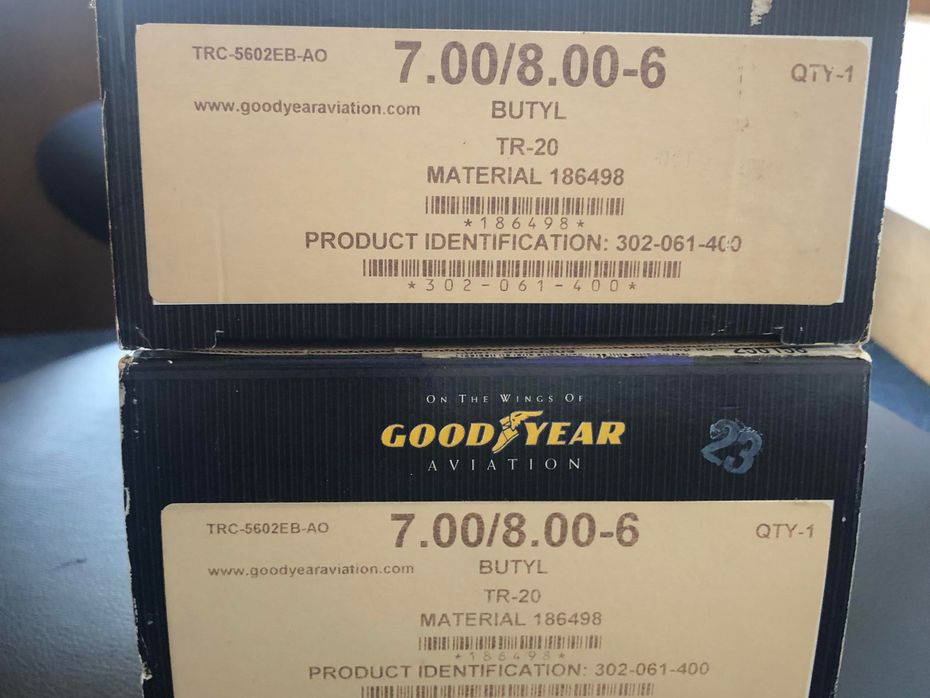 TRC-5602EB-AO 7.00/8.00-6 QTY-1
www.goodyearaviation.com BUTYL
TR-20
MATERIAL 186498
*186498*
PRODUCT IDENTIFICATION: 302-061-400
*302-061-400*
ON THE WINGS OF
GOODYEAR
AVIATION
23
TRC-5602EB-AO 7.00/8.00-6 QTY-1
www.goodyearaviation.com BUTYL
TR-20
MATERIAL 186498
*186498*
PRODUCT IDENTIFICATION: 302-061-400